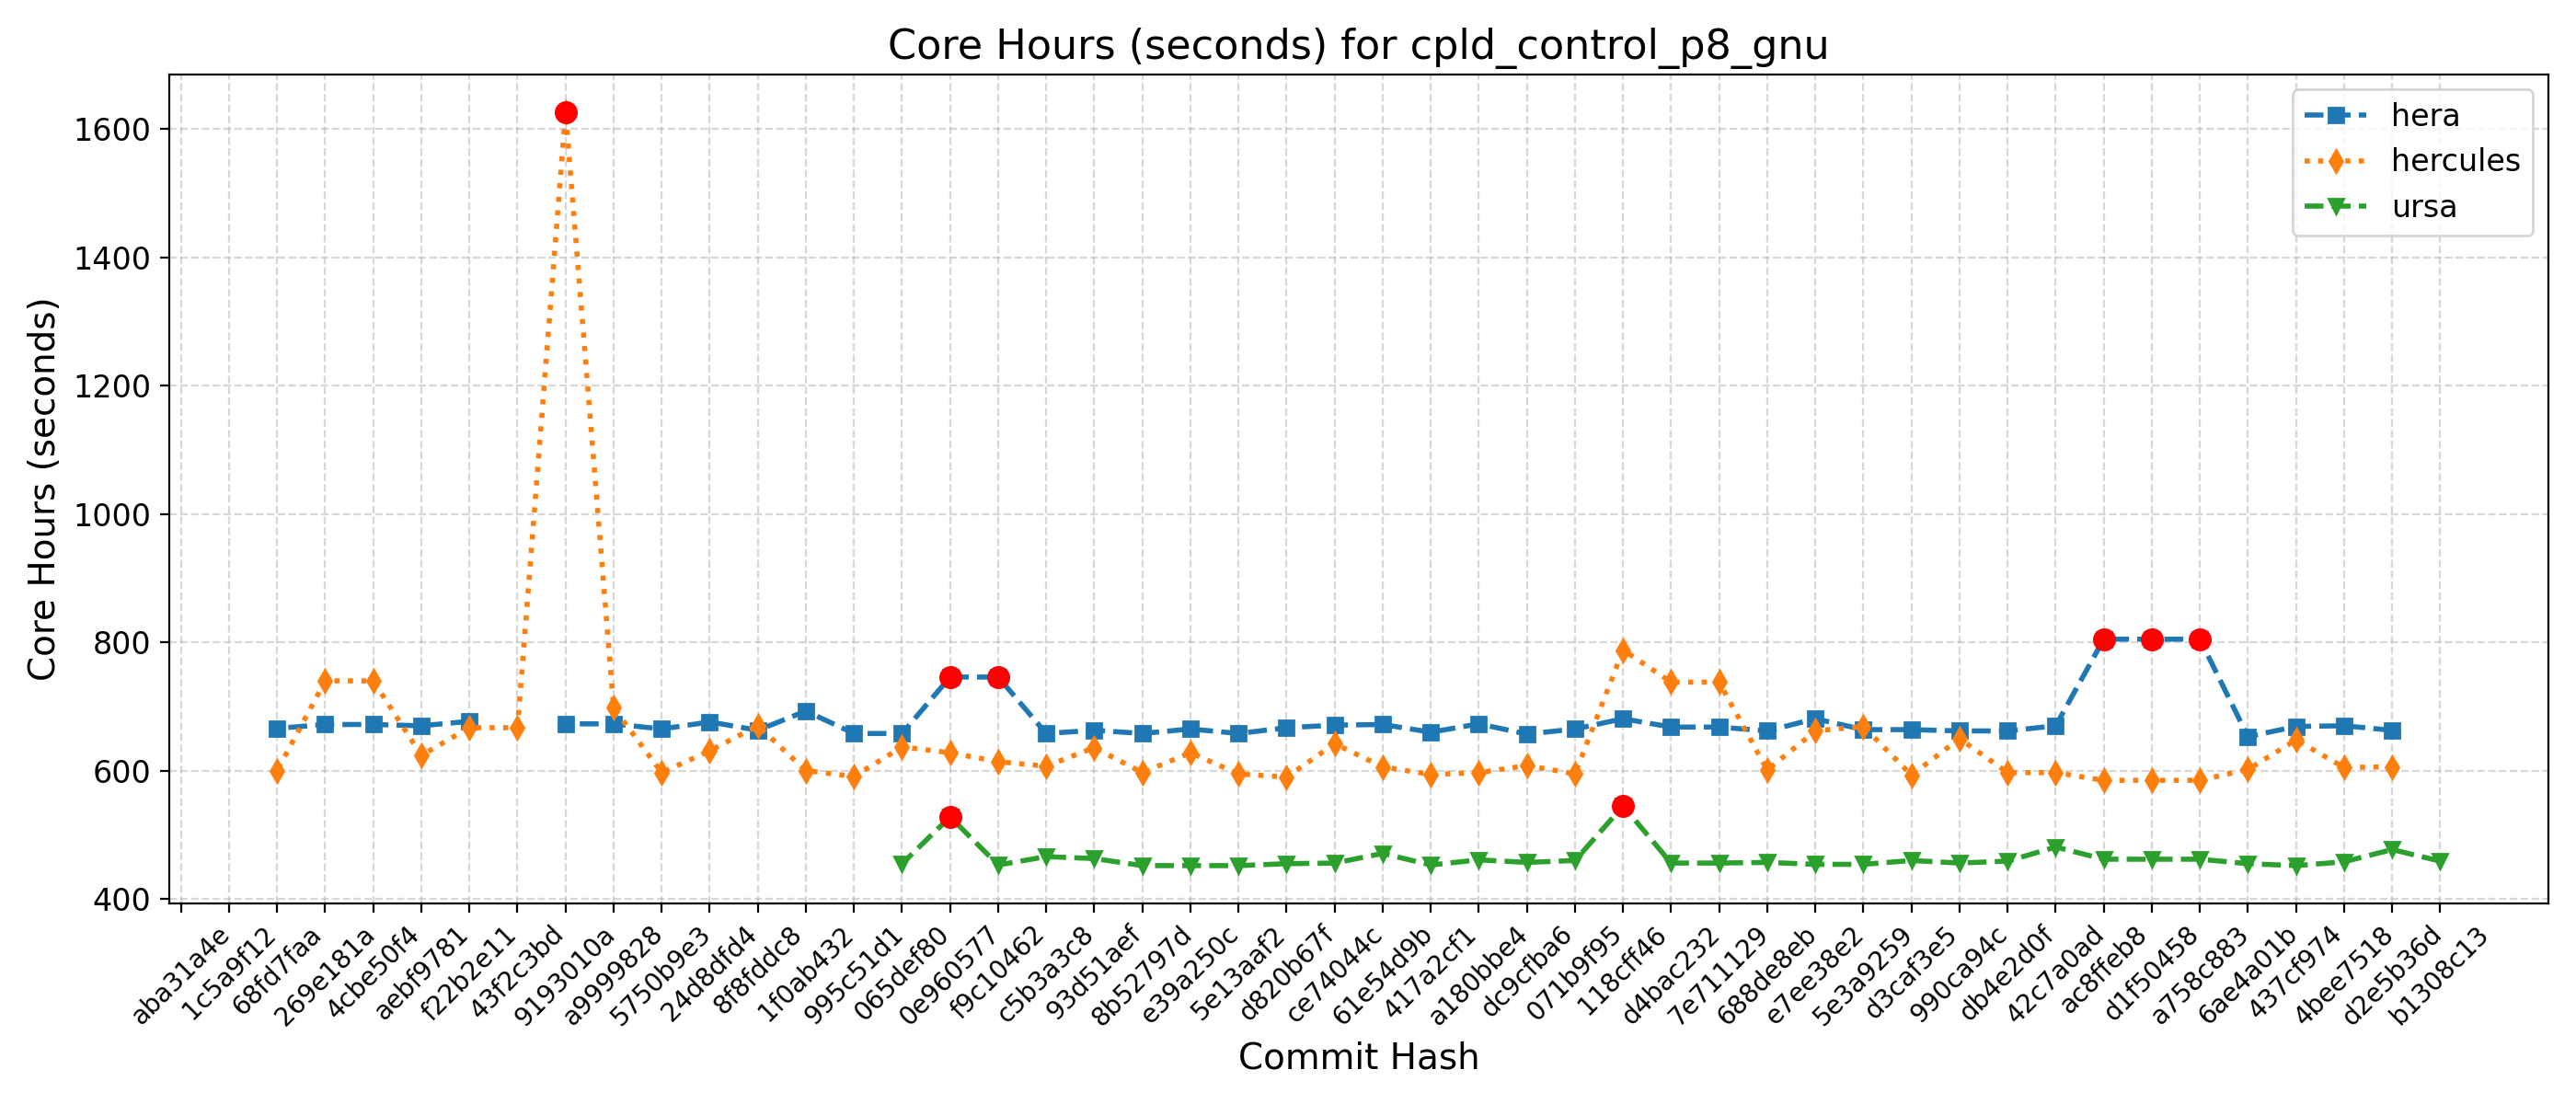 Core Hours (seconds) for cpld_control_p8_gnu
Core Hours (seconds)
1600
1400
1200
1000
800
600
400
hera
hercules
ursa
aba31a4e
1c5a9f12
68fd7faa
269e181a
4cbe50f4
aebf9781
f22b2e11
43f2c3bd
9193010a
a9999828
5750b9e3
24d8dfd4
8f8fddc8
1f0ab432
995c51d1
065def80
0e960577
f9c10462
c5b3a3c8
93d51aef
8b52797d
e39a250c
5e13aaf2
d820b67f
ce74044c
61e54d9b
417a2cf1
a180bbe4
dc9cfba6
071b9f95
118cff46
d4bac232
7e711129
688de8eb
e7ee38e2
5e3a9259
d3caf3e5
990ca94c
db4e2d0f
42c7a0ad
ac8ffeb8
d1f50458
a758c883
6ae4a01b
437cf974
4bee7518
d2e5b36d
b1308c13
Commit Hash